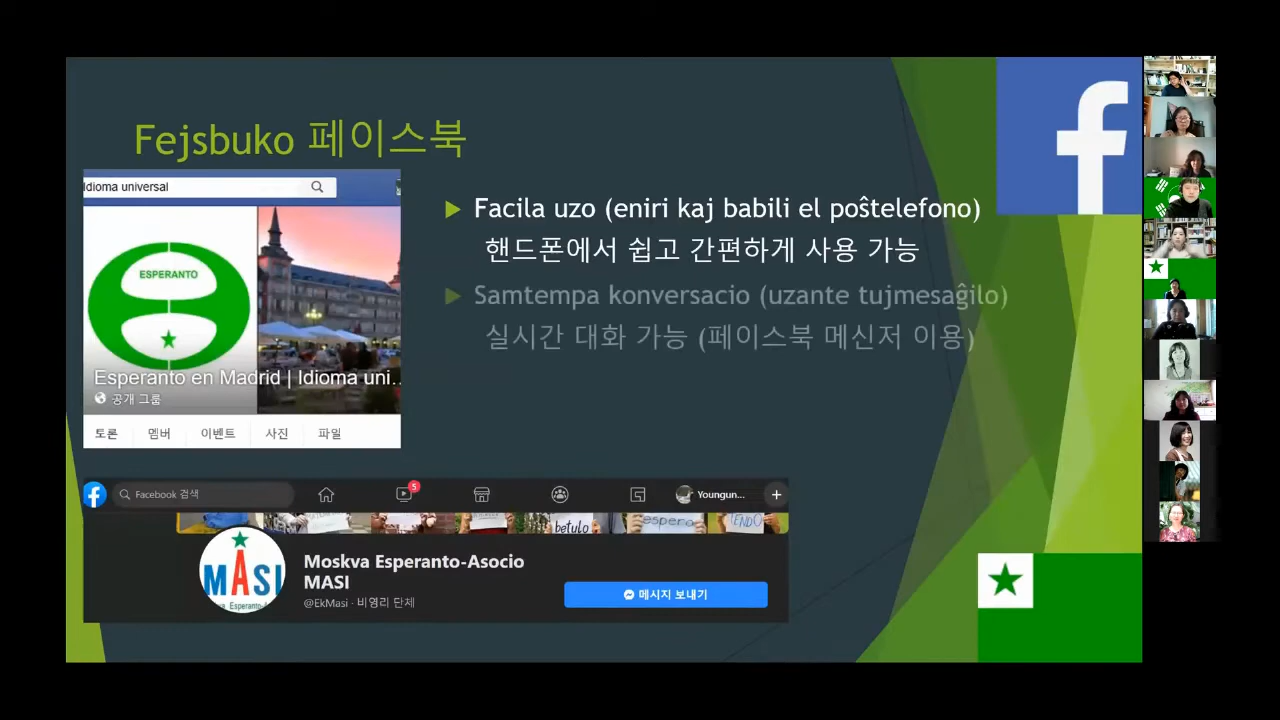 Fejsbuko 페이스북
Idioma universal
ESPERANTO
Esperanto en Madrid | Idioma uni...
공개 그룹
토론 멤버 이벤트 사진 파일
Facila uzo (eniri kaj babili el poŝtelefono)
핸드폰에서 쉽고 간편하게 사용 가능
Samtempa konversacio (uzante tujmesaĝilo)
실시간 대화 가능 (페이스북 메신저 이용)
Facebook 검색
5
Youngun...
betulo espero TENDO
MASI
Moskva Esperanto-Asocio
MASI
@EkMasi · 비영리 단체
메시지 보내기